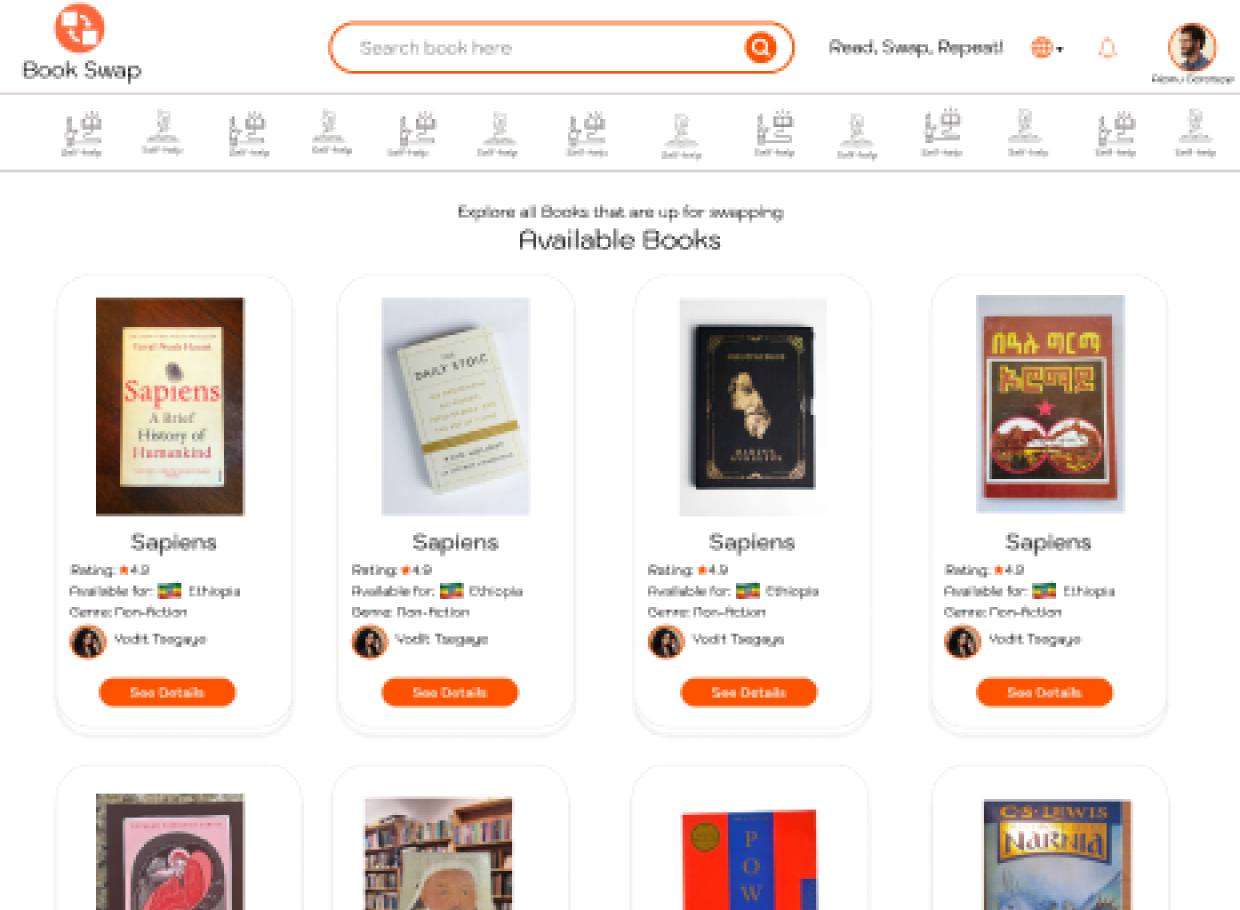 Book Swap
Search book here
Read, Swap, Repeat!
Self-help
Self-help
Self-help
Self-help
Self-help
Self-help
Self-help
Self-help
Self-help
Self-help
Self-help
Self-help
Self-help
Self-help
Explore all Books that are up for swapping
Available Books
Yuval Noah Harari
Sapiens
A Brief
History of
Humankind
THE
DAILY STOIC
በዓሉ ግርማ
ኦሮማይ
Sapiens
Rating: 4.9
Available for: Ethiopia
Genre: Non-fiction
Yodit Tsegaye
See Details
Sapiens
Rating: 4.9
Available for: Ethiopia
Genre: Non-fiction
Yodit Tsegaye
See Details
Sapiens
Rating: 4.9
Available for: Ethiopia
Genre: Non-fiction
Yodit Tsegaye
See Details
Sapiens
Rating: 4.9
Available for: Ethiopia
Genre: Non-fiction
Yodit Tsegaye
See Details
P
O
W
C·S·LEWIS
NARNIA